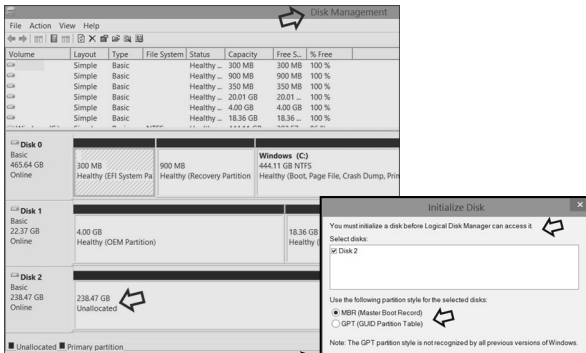 Disk Management
File Action View Help
Volume Layout Type File System Status Capacity Free S... % Free
Simple Basic Healthy ... 300 MB 300 MB 100 %
Simple Basic Healthy ... 900 MB 900 MB 100 %
Simple Basic Healthy ... 350 MB 350 MB 100 %
Simple Basic Healthy ... 20.01 GB 20.01 ... 100 %
Simple Basic Healthy ... 4.00 GB 4.00 GB 100 %
Simple Basic Healthy ... 18.36 GB 18.36 ... 100 %
Disk 0
Basic
465.64 GB
Online
300 MB
Healthy (EFI System Pa
900 MB
Healthy (Recovery Partition
Windows (C:)
444.11 GB NTFS
Healthy (Boot, Page File, Crash Dump, Prin
Disk 1
Basic
22.37 GB
Online
4.00 GB
Healthy (OEM Partition)
18.36 GB
Healthy (
Disk 2
Basic
238.47 GB
Online
238.47 GB
Unallocated
Unallocated Primary partition
Initialize Disk
You must initialize a disk before Logical Disk Manager can access it.
Select disks:
Disk 2
Use the following partition style for the selected disks:
MBR (Master Boot Record)
GPT (GUID Partition Table)
Note: The GPT partition style is not recognized by all previous versions of Windows.